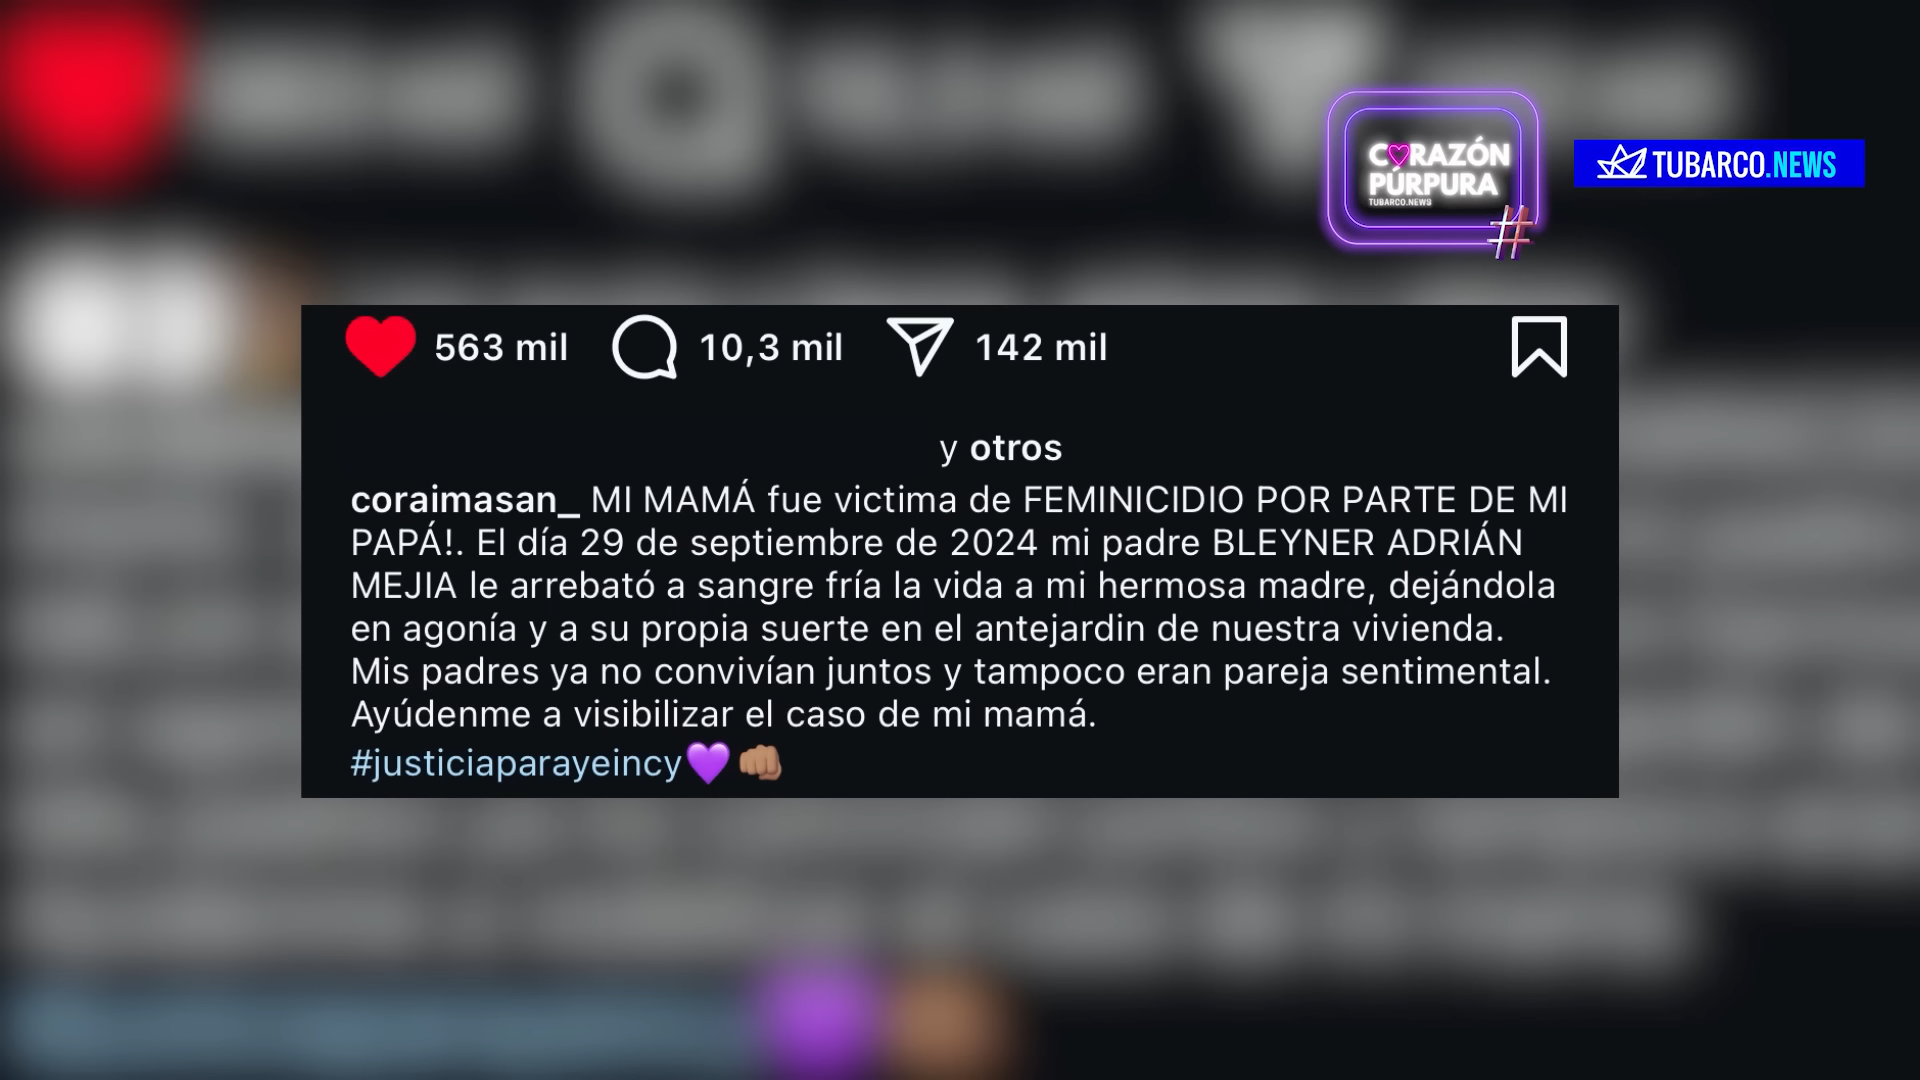 CORAZÓN
PÚRPURA
TUBARCO.NEWS
#
TUBARCO.NEWS
563 mil 10,3 mil 142 mil
y otros
coraimasan_ MI MAMÁ fue victima de FEMINICIDIO POR PARTE DE MI
PAPÁ!. El día 29 de septiembre de 2024 mi padre BLEYNER ADRIÁN
MEJIA le arrebató a sangre fría la vida a mi hermosa madre, dejándola
en agonía y a su propia suerte en el antejardin de nuestra vivienda.
Mis padres ya no convivían juntos y tampoco eran pareja sentimental.
Ayúdenme a visibilizar el caso de mi mamá.
#justiciaparayeincy💜👊🏽